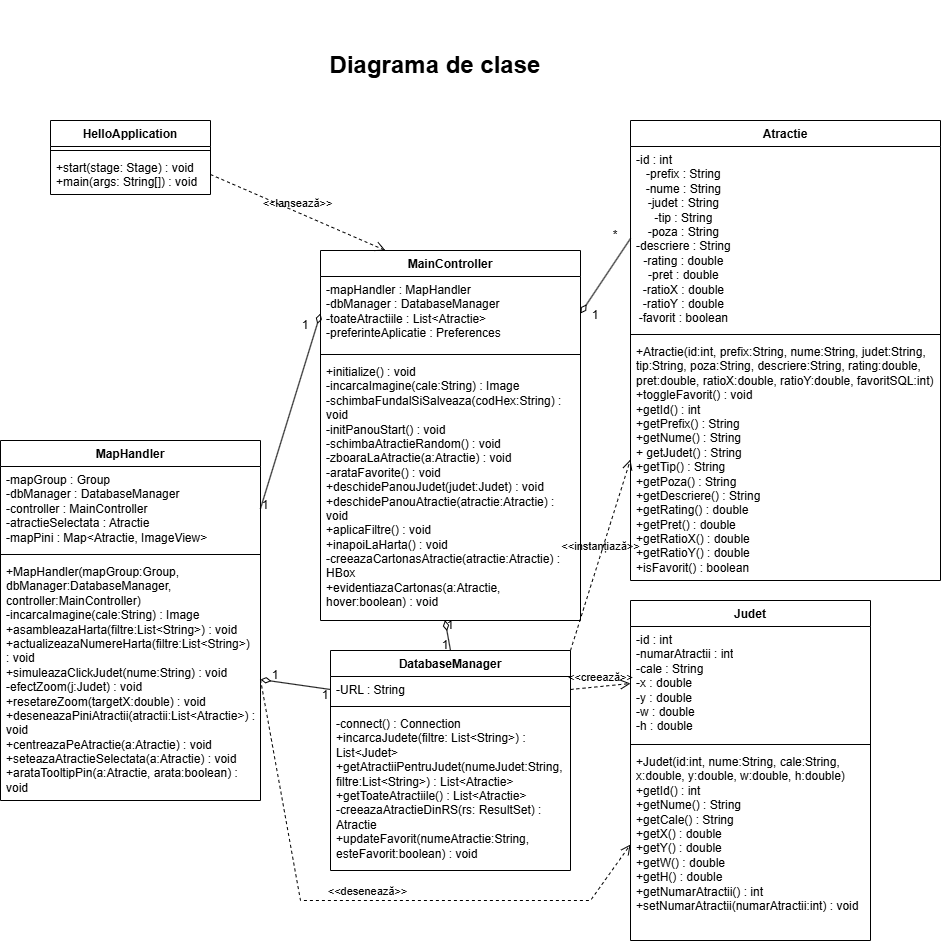 Diagrama de clase
HelloApplication
+start(stage: Stage) : void
+main(args: String[]) : void
<<lansează>>
MainController
-mapHandler : MapHandler
-dbManager : DatabaseManager
-toateAtractiile : List<Atractie>
-preferinteAplicatie : Preferences
+initialize() : void
-incarcaImagine(cale:String) : Image
-schimbaFundalSiSalveaza(codHex:String) :
void
-initPanouStart() : void
-schimbaAtractieRandom() : void
-zboaraLaAtractie(a:Atractie) : void
-arataFavorite() : void
+deschidePanouJudet(judet:Judet) : void
+deschidePanouAtractie(atractie:Atractie) :
void
+aplicaFiltre() : void
+inapoiLaHarta() : void
-creeazaCartonasAtractie(atractie:Atractie) :
HBox
+evidentiazaCartonas(a:Atractie,
hover:boolean) : void
Atractie
-id : int
-prefix : String
-nume : String
-judet : String
-tip : String
-poza : String
-descriere : String
-rating : double
-pret : double
-ratioX : double
-ratioY : double
-favorit : boolean
+Atractie(id:int, prefix:String, nume:String, judet:String,
tip:String, poza:String, descriere:String, rating:double,
pret:double, ratioX:double, ratioY:double, favoritSQL:int)
+toggleFavorit() : void
+getId() : int
+getPrefix() : String
+getNume() : String
+ getJudet() : String
+getTip() : String
+getPoza() : String
+getDescriere() : String
+getRating() : double
+getPret() : double
+getRatioX() : double
+getRatioY() : double
+isFavorit() : boolean
*
1
1
1
MapHandler
-mapGroup : Group
-dbManager : DatabaseManager
-controller : MainController
-atractieSelectata : Atractie
-mapPini : Map<Atractie, ImageView>
+MapHandler(mapGroup:Group,
dbManager:DatabaseManager,
controller:MainController)
-incarcaImagine(cale:String) : Image
+asambleazaHarta(filtre:List<String>) : void
+actualizeazaNumereHarta(filtre:List<String>)
: void
+simuleazaClickJudet(nume:String) : void
-efectZoom(j:Judet) : void
+resetareZoom(targetX:double) : void
+deseneazaPiniAtractii(atractii:List<Atractie>) :
void
+centreazaPeAtractie(a:Atractie) : void
+seteazaAtractieSelectata(a:Atractie) : void
+arataTooltipPin(a:Atractie, arata:boolean) :
void
<<instanțiază>>
1
1
1
1
DatabaseManager
-URL : String
-connect() : Connection
+incarcaJudete(filtre: List<String>) :
List<Judet>
+getAtractiiPentruJudet(numeJudet:String,
filtre:List<String>) : List<Atractie>
+getToateAtractiile() : List<Atractie>
-creeazaAtractieDinRS(rs: ResultSet) :
Atractie
+updateFavorit(numeAtractie:String,
esteFavorit:boolean) : void
<<creează>>
<<desenează>>
Judet
-id : int
-numarAtractii : int
-cale : String
-x : double
-y : double
-w : double
-h : double
+Judet(id:int, nume:String, cale:String,
x:double, y:double, w:double, h:double)
+getId() : int
+getNume() : String
+getCale() : String
+getX() : double
+getY() : double
+getW() : double
+getH() : double
+getNumarAtractii() : int
+setNumarAtractii(numarAtractii:int) : void